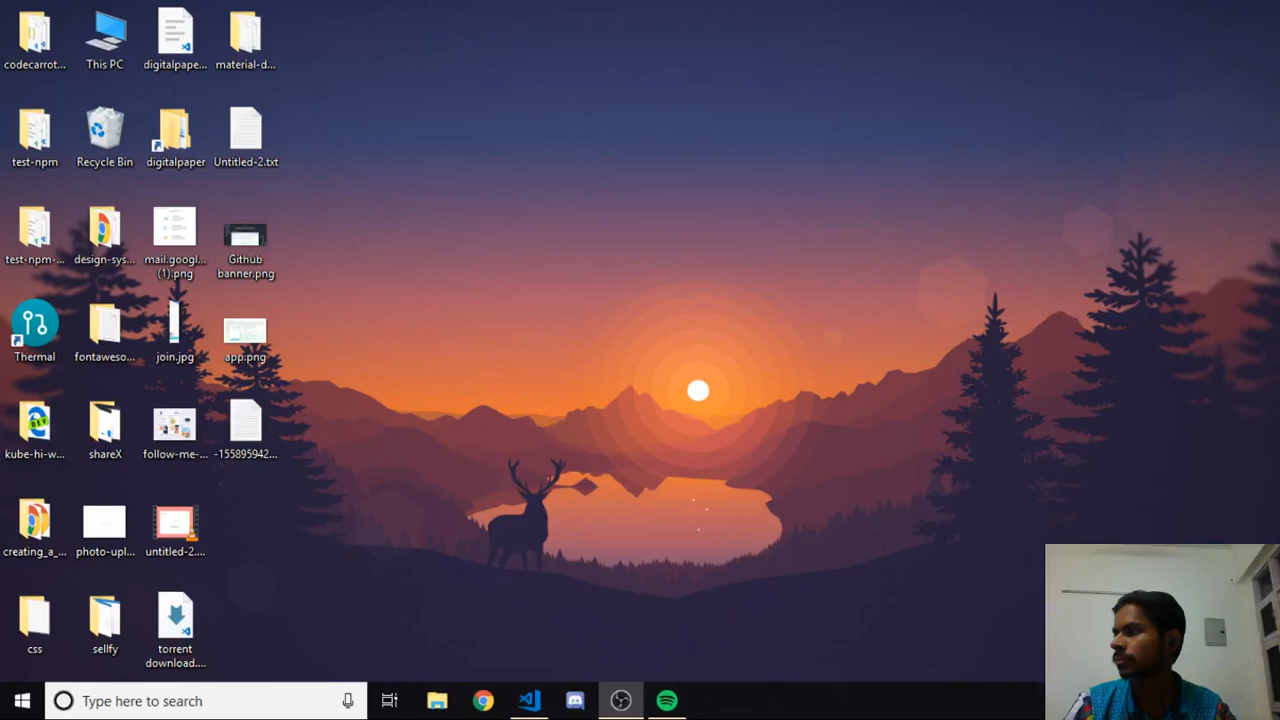 codecarrot...
This PC
digitalpape...
material-d...
test-npm
Recycle Bin
digitalpaper
Untitled-2.txt
test-npm-...
design-sys...
mail.googl...
(1).png
Github
banner.png
Thermal
fontaweso...
join.jpg
app.png
DEV
kube-hi-w...
shareX
follow-me-...
-155895942...
creating_a_...
photo-upl...
untitled-2....
css
sellfy
torrent
download....
Type here to search